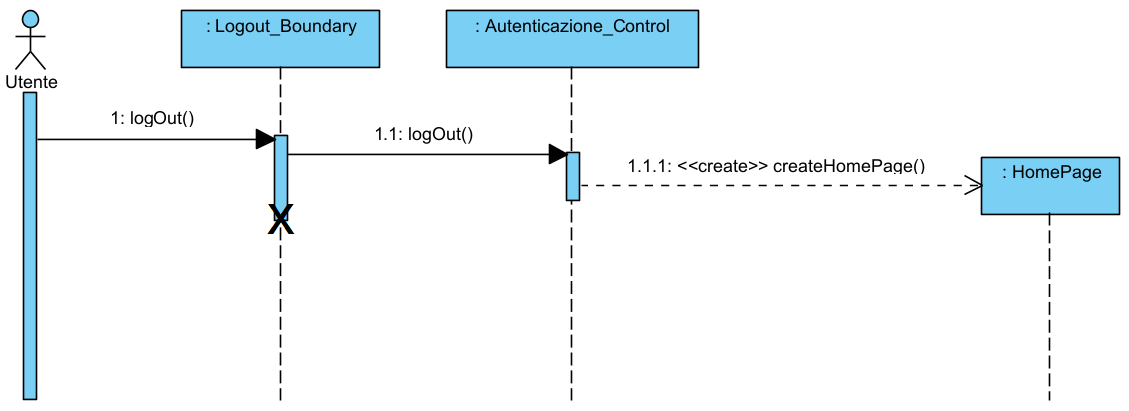 : Logout_Boundary
: Autenticazione_Control
Utente
1: logOut()
1.1: logOut()
1.1.1: <<create>> createHomePage()
: HomePage